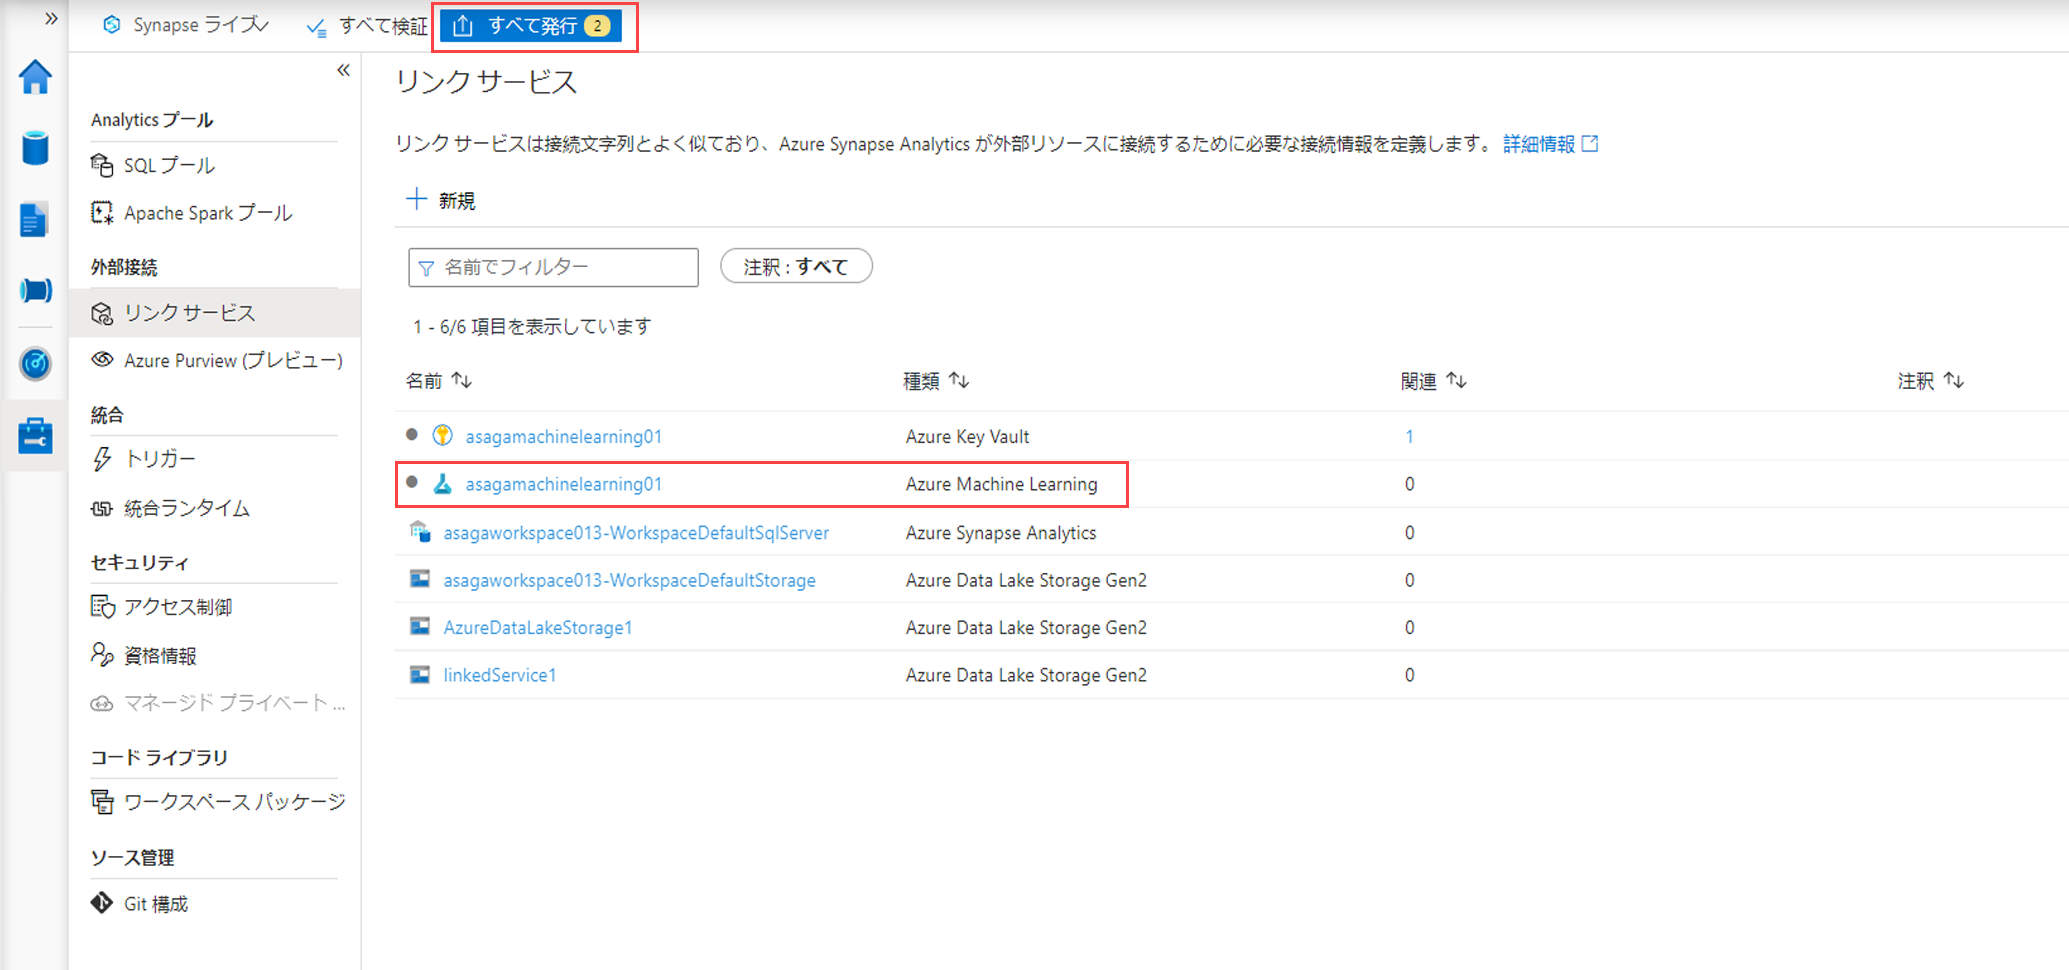 Synapse ライブ
すべて検証
すべて発行 2
Analytics プール
SQL プール
Apache Spark プール
外部接続
リンク サービス
Azure Purview (プレビュー)
統合
トリガー
統合ランタイム
セキュリティ
アクセス制御
資格情報
マネージド プライベート ...
コード ライブラリ
ワークスペース パッケージ
ソース管理
Git 構成
リンク サービス
リンク サービスは接続文字列とよく似ており、Azure Synapse Analytics が外部リソースに接続するために必要な接続情報を定義します。 詳細情報
新規
名前でフィルター
注釈 : すべて
1 - 6/6 項目を表示しています
名前 種類 関連 注釈
asagamachinelearning01 Azure Key Vault 1
asagamachinelearning01 Azure Machine Learning 0
asagaworkspace013-WorkspaceDefaultSqlServer Azure Synapse Analytics 0
asagaworkspace013-WorkspaceDefaultStorage Azure Data Lake Storage Gen2 0
AzureDataLakeStorage1 Azure Data Lake Storage Gen2 0
linkedService1 Azure Data Lake Storage Gen2 0